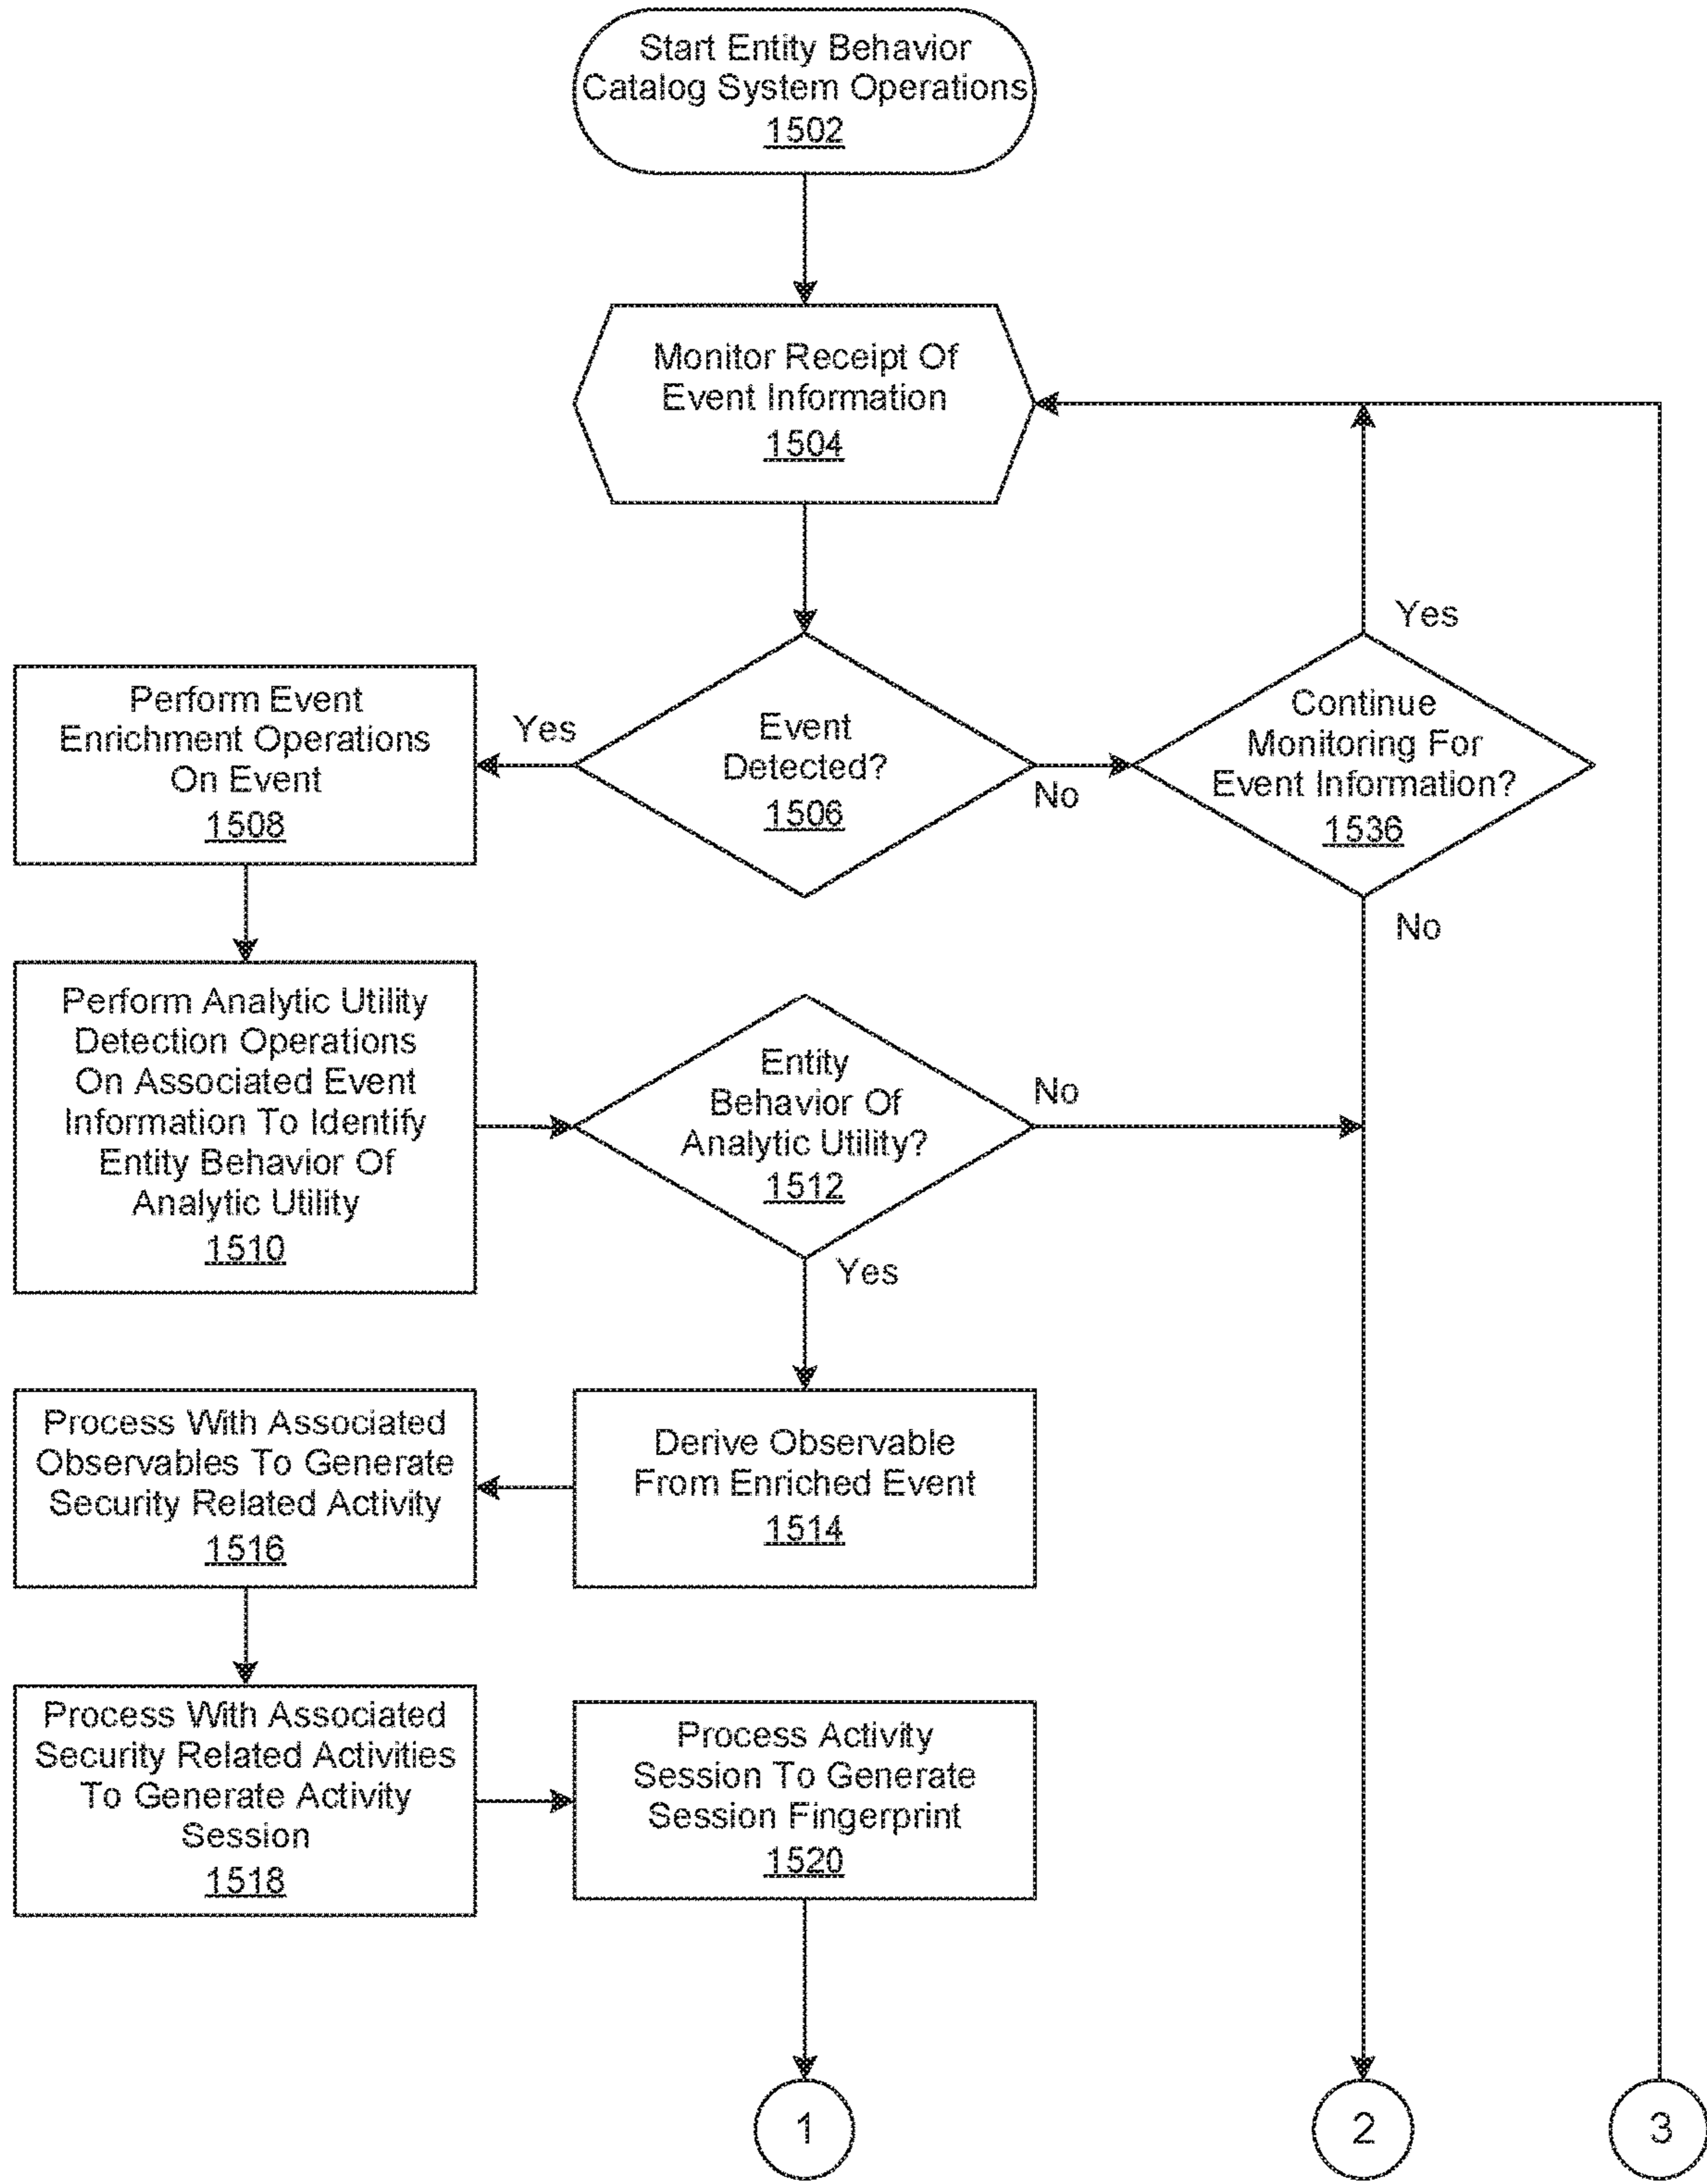 Start Entity Behavior
Catalog System Operations
1502
Monitor Receipt Of
Event Information
1504
Yes
Perform Event
Enrichment Operations
On Event
1508
Yes
Event
Detected?
1506
No
Continue
Monitoring For
Event Information?
1536
No
Perform Analytic Utility
Detection Operations
On Associated Event
Information To Identify
Entity Behavior Of
Analytic Utility
1510
Entity
Behavior Of
Analytic Utility?
1512
No
Yes
Process With Associated
Observables To Generate
Security Related Activity
1516
Derive Observable
From Enriched Event
1514
Process With Associated
Security Related Activities
To Generate Activity
Session
1518
Process Activity
Session To Generate
Session Fingerprint
1520
1
2
3